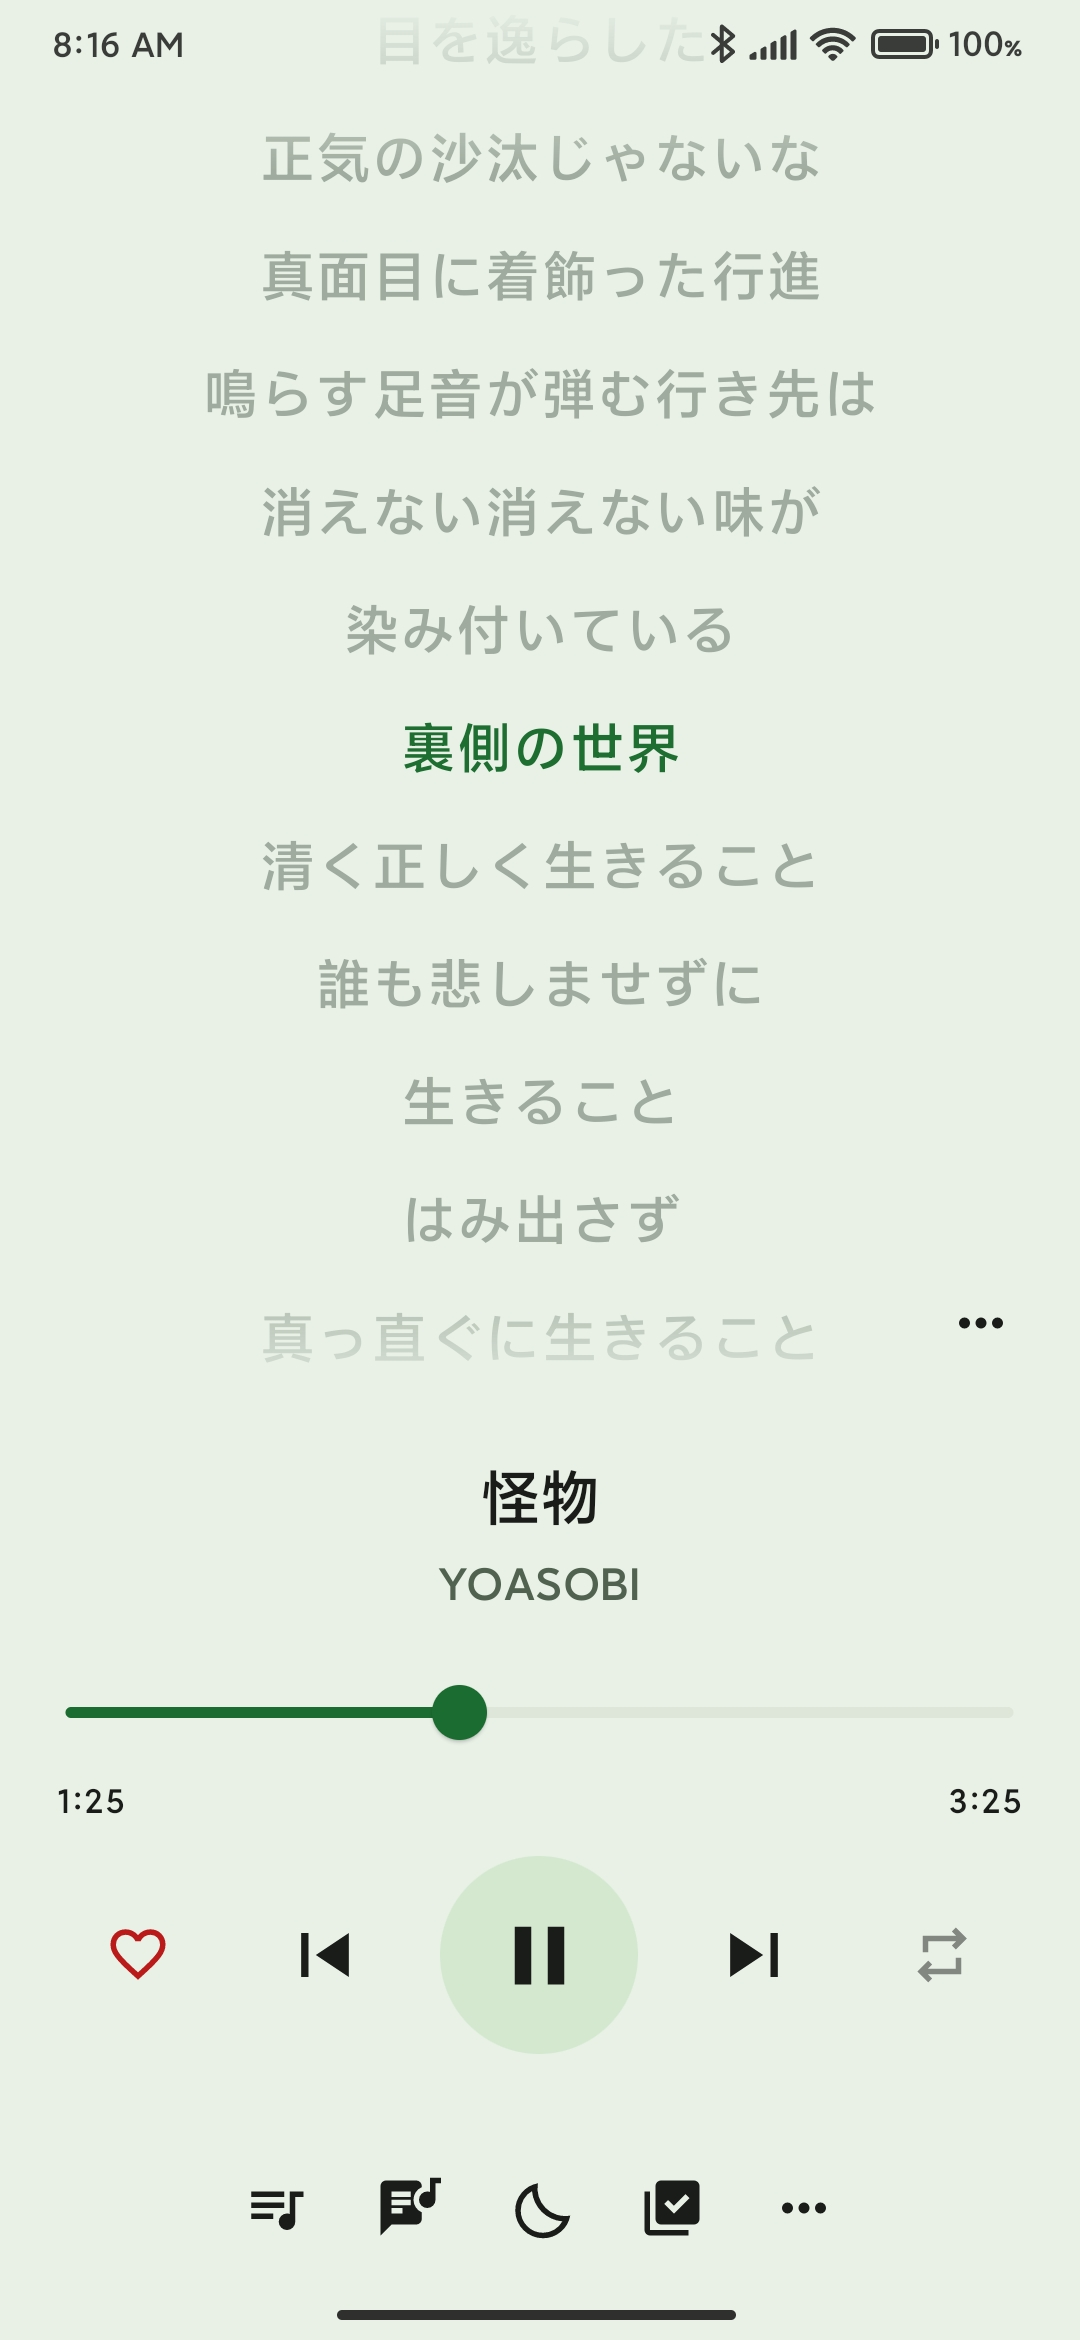 8:16 AM 100%
目を逸らした
正気の沙汰じゃないな
真面目に着飾った行進
鳴らす足音が弾む行き先は
消えない消えない味が
染み付いている
裏側の世界
清く正しく生きること
誰も悲しませずに
生きること
はみ出さず
真っ直ぐに生きること
怪物
YOASOBI
1:25 3:25